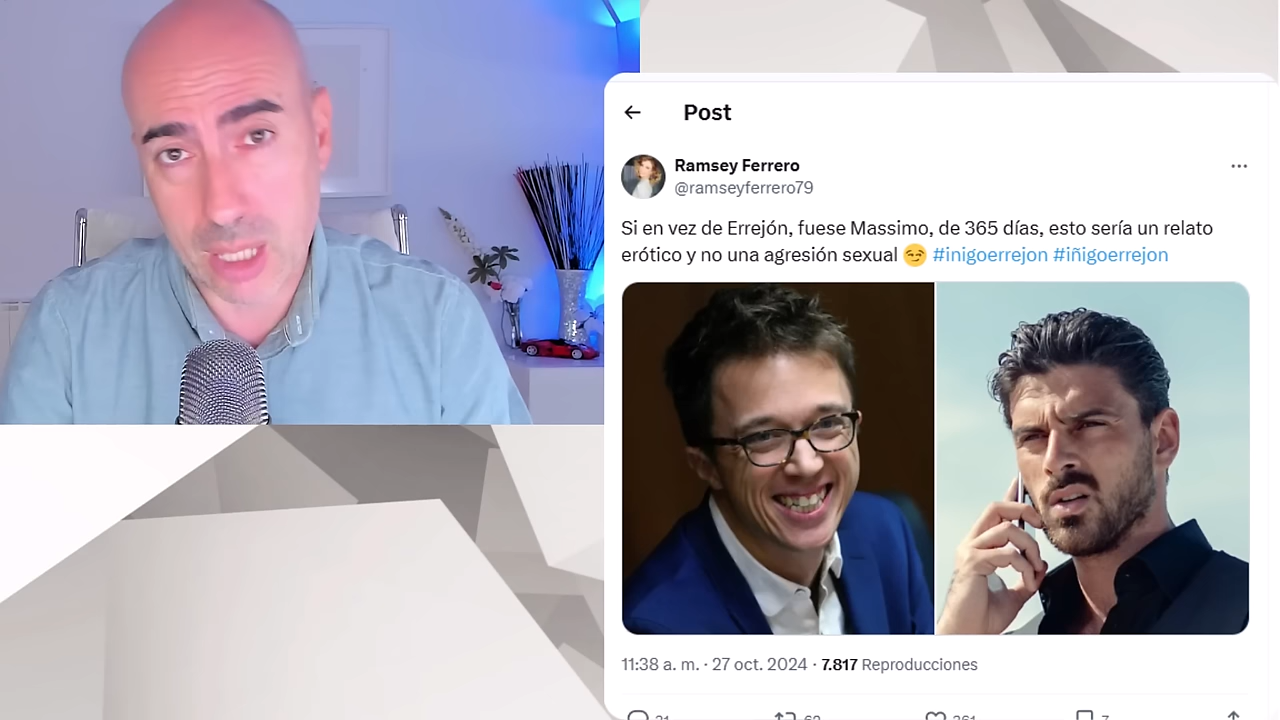 Post
Ramsey Ferrero
@ramseyferrero79
Si en vez de Errejón, fuese Massimo, de 365 días, esto sería un relato
erótico y no una agresión sexual 😏 #inigoerrejon #iñigoerrejon
11:38 a. m. · 27 oct. 2024 · 7.817 Reproducciones